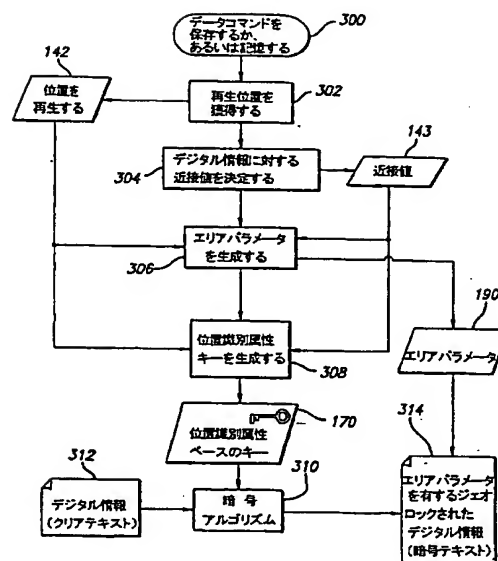 データコマンドを
保存するか、
あるいは記憶する
300
142
位置を
再生する
再生位置を
獲得する
302
デジタル情報に対する
近接値を決定する
304
143
近接値
エリアパラメータ
を生成する
306
190
エリアパラメータ
位置識別属性
キーを生成する
308
位置識別属性
ベースのキー
170
312
デジタル情報
(クリアテキスト)
暗号
アルゴリズム
310
314
エリアパラメータ
を有するジェオ
ロックされた
デジタル情報
(暗号テキスト)